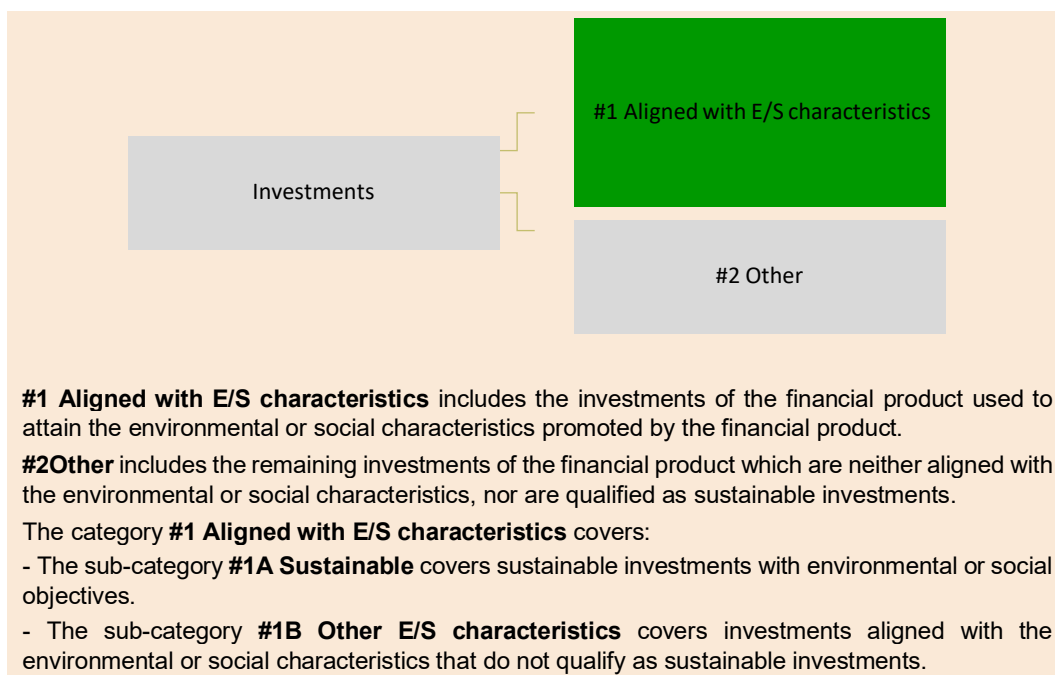 #1 Aligned with E/S characteristics
Investments
#2 Other
#1 Aligned with E/S characteristics includes the investments of the financial product used to
attain the environmental or social characteristics promoted by the financial product.
#2Other includes the remaining investments of the financial product which are neither aligned with
the environmental or social characteristics, nor are qualified as sustainable investments.
The category #1 Aligned with E/S characteristics covers:
- The sub-category #1A Sustainable covers sustainable investments with environmental or social
objectives.
- The sub-category #1B Other E/S characteristics covers investments aligned with the
environmental or social characteristics that do not qualify as sustainable investments.